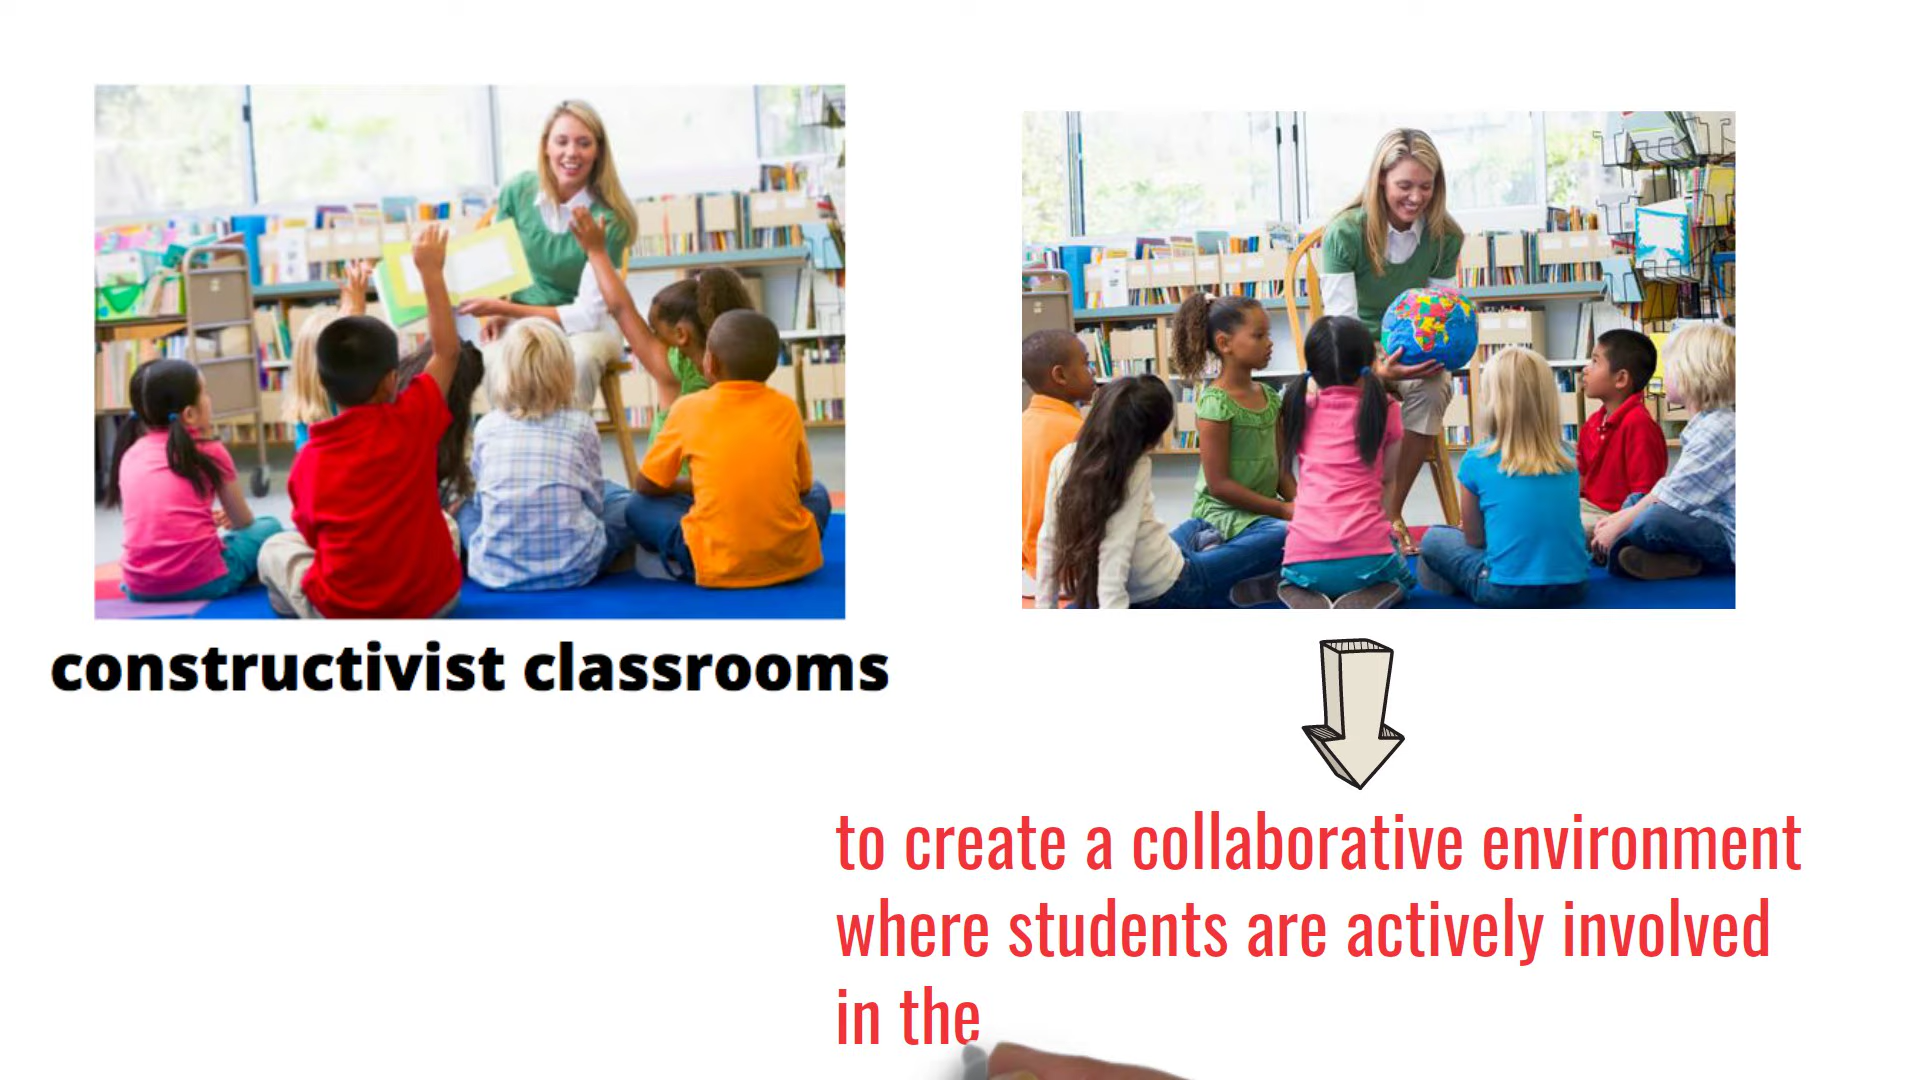 constructivist classrooms
to create a collaborative environment
where students are actively involved
in the